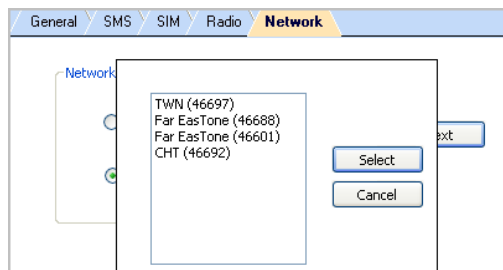 General SMS SIM Radio Network
Network
TWN (46697)
Far EasTone (46688)
Far EasTone (46601)
CHT (46692)
ext
Select
Cancel